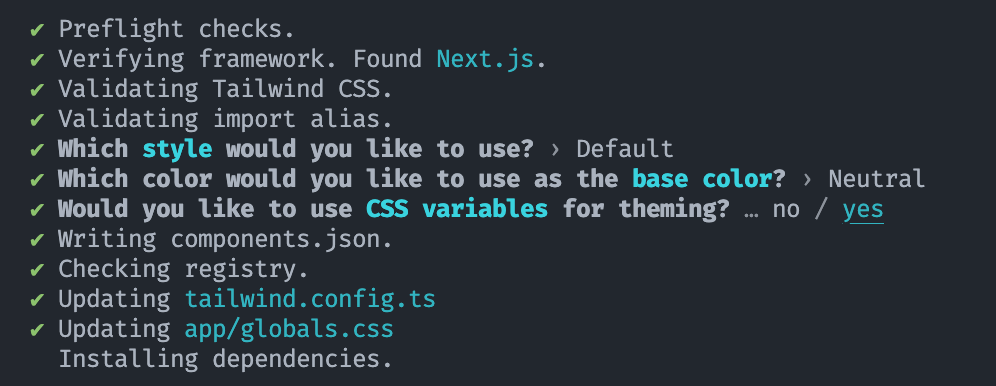 ✔ Preflight checks.
✔ Verifying framework. Found Next.js.
✔ Validating Tailwind CSS.
✔ Validating import alias.
✔ Which style would you like to use? › Default
✔ Which color would you like to use as the base color? › Neutral
✔ Would you like to use CSS variables for theming? … no / yes
✔ Writing components.json.
✔ Checking registry.
✔ Updating tailwind.config.ts
✔ Updating app/globals.css
Installing dependencies.